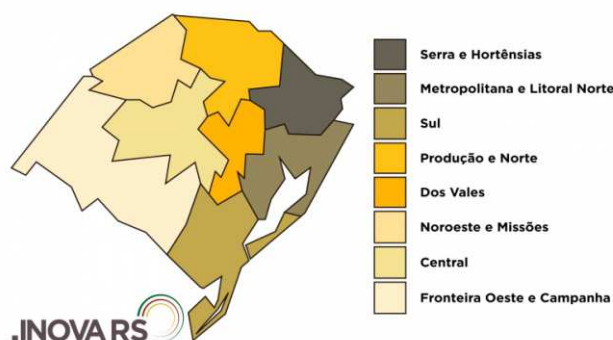 Serra e Hortênsias
Metropolitana e Litoral Norte
Sul
Produção e Norte
Dos Vales
Noroeste e Missões
Central
Fronteira Oeste e Campanha
.INOVA RS